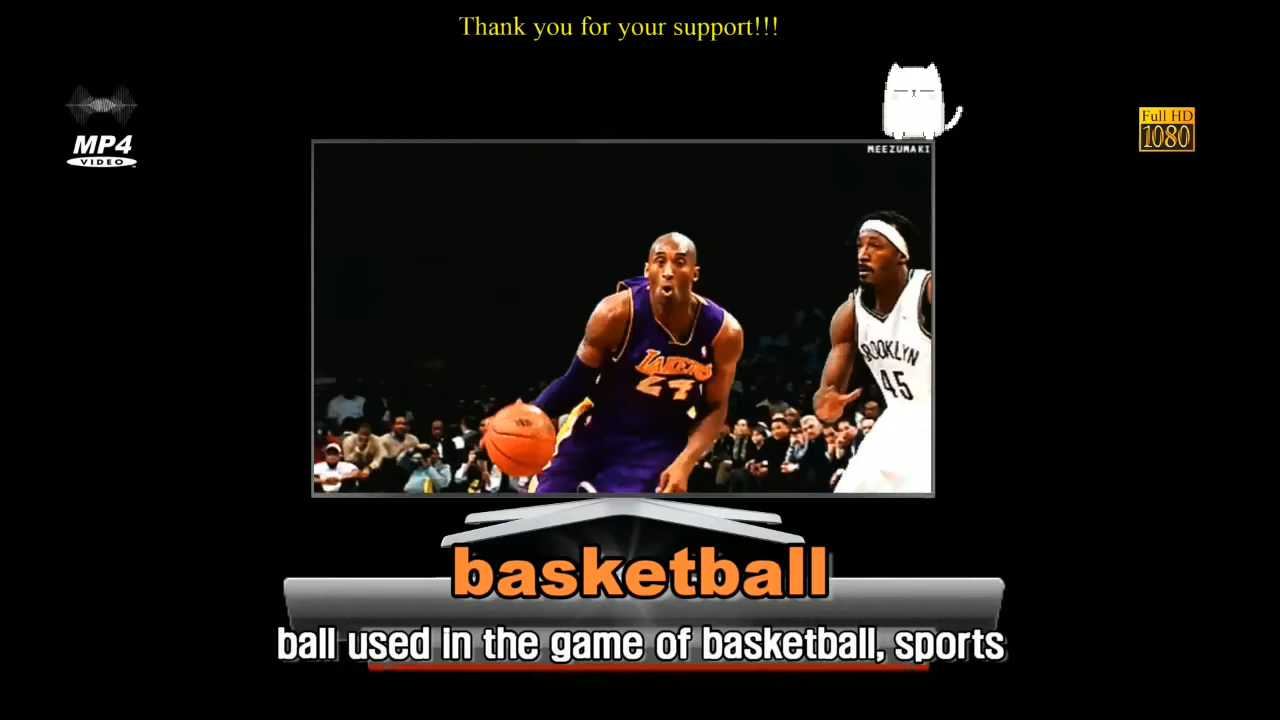 Thank you for your support!!!
MP4
VIDEO
Full HD
1080
MEEZUMAKI
LAKERS
24
BROOKLYN
45
basketball
ball used in the game of basketball, sports